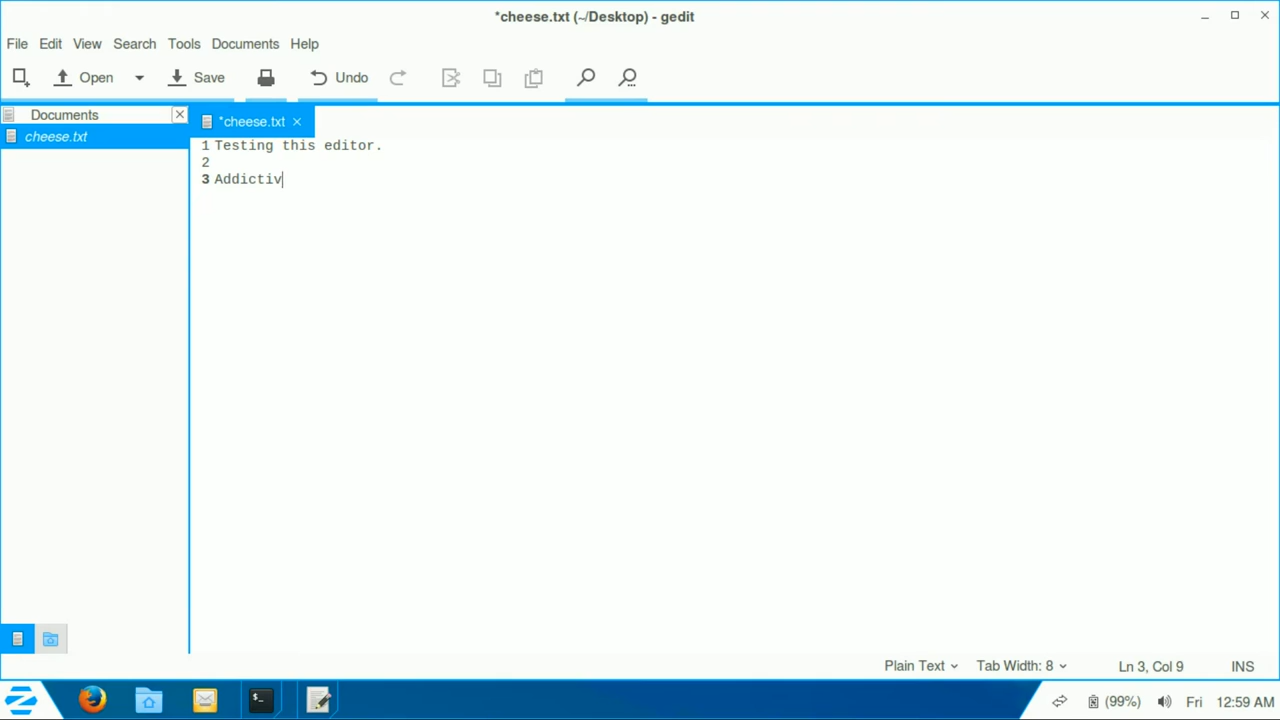 *cheese.txt (~/Desktop) - gedit
File Edit View Search Tools Documents Help
Open Save Undo
Documents
cheese.txt
*cheese.txt
1 Testing this editor.
2
3 Addictiv
Plain Text Tab Width: 8 Ln 3, Col 9 INS
$_ (99%) Fri 12:59 AM